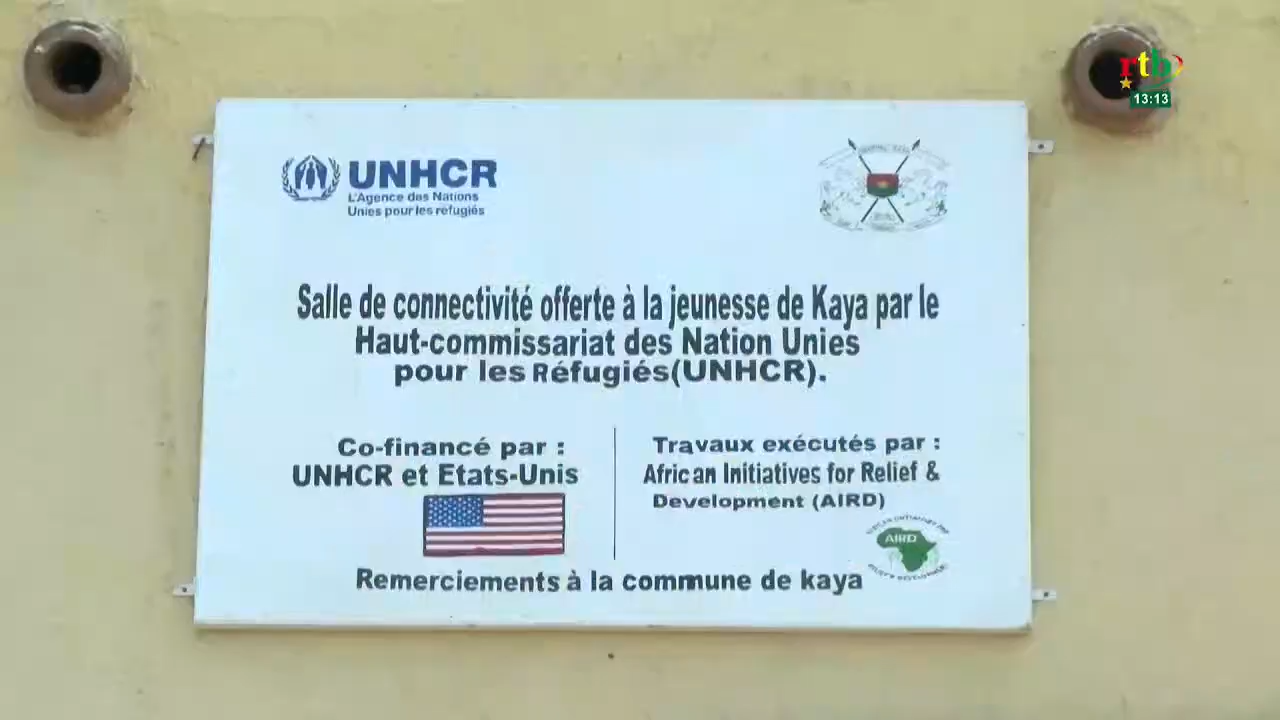 rtb
13:13
UNHCR
L'Agence des Nations
Unies pour les réfugiés
Salle de connectivité offerte à la jeunesse de Kaya par le
Haut-commissariat des Nation Unies
pour les Réfugiés(UNHCR).
Co-financé par :
UNHCR et Etats-Unis
Travaux exécutés par :
African Initiatives for Relief &
Development (AIRD)
AIRD
Remerciements à la commune de kaya